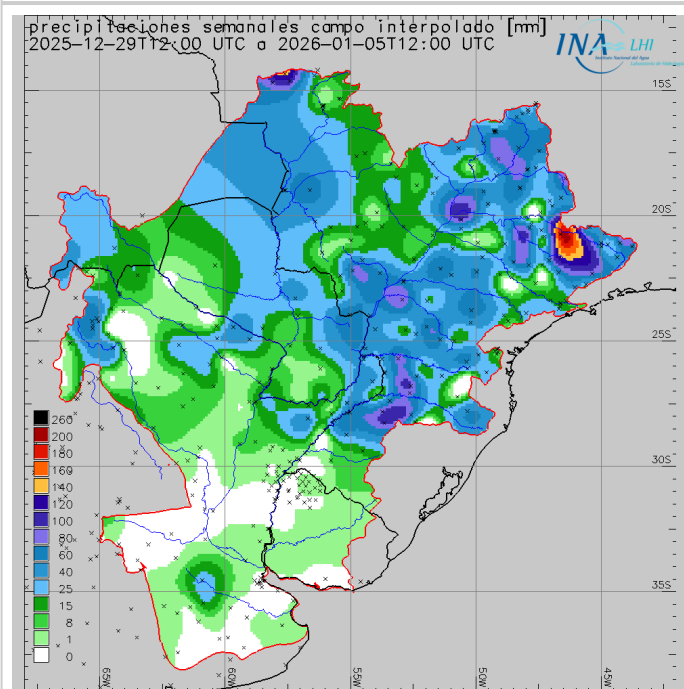 precipitaciones semanales campo interpolado [mm]
2025-12-29T12:00 UTC a 2026-01-05T12:00 UTC
INA LHI
Instituto Nacional del Agua
15S
20S
25S
30S
35S
260
200
180
160
140
120
100
80
60
40
25
15
8
1
0
65W
60W
55W
50W
45W